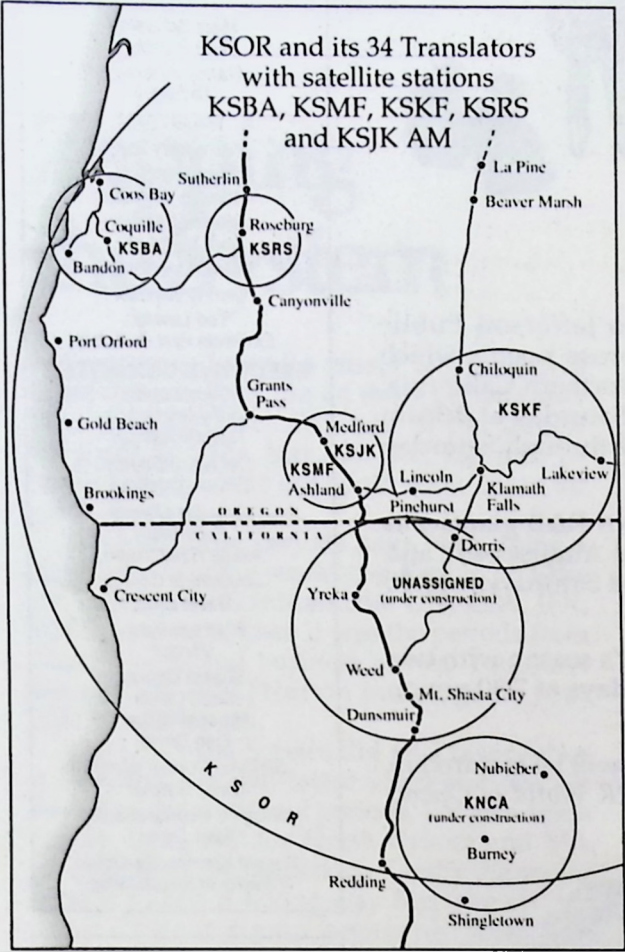 KSOR and its 34 Translators
with satellite stations
KSBA, KSMF, KSKF, KSRS
and KSJK AM
La Pine
Sutherlin
Coos Bay
Beaver Marsh
Coquille
KSBA
Roseburg
KSRS
Bandon
Canyonville
Port Orford
Chiloquin
Grants
Pass
KSKF
Gold Beach
Medford
KSJK
KSMF
Ashland
Lincoln
Pinehurst
Klamath
Falls
Lakeview
Brookings
OREGON
CALIFORNIA
Dorris
UNASSIGNED
(under construction)
Yreka
Crescent City
Weed
Mt. Shasta City
Dunsmuir
KSOR
Nubieber
KNCA
(under construction)
Burney
Redding
Shingletown